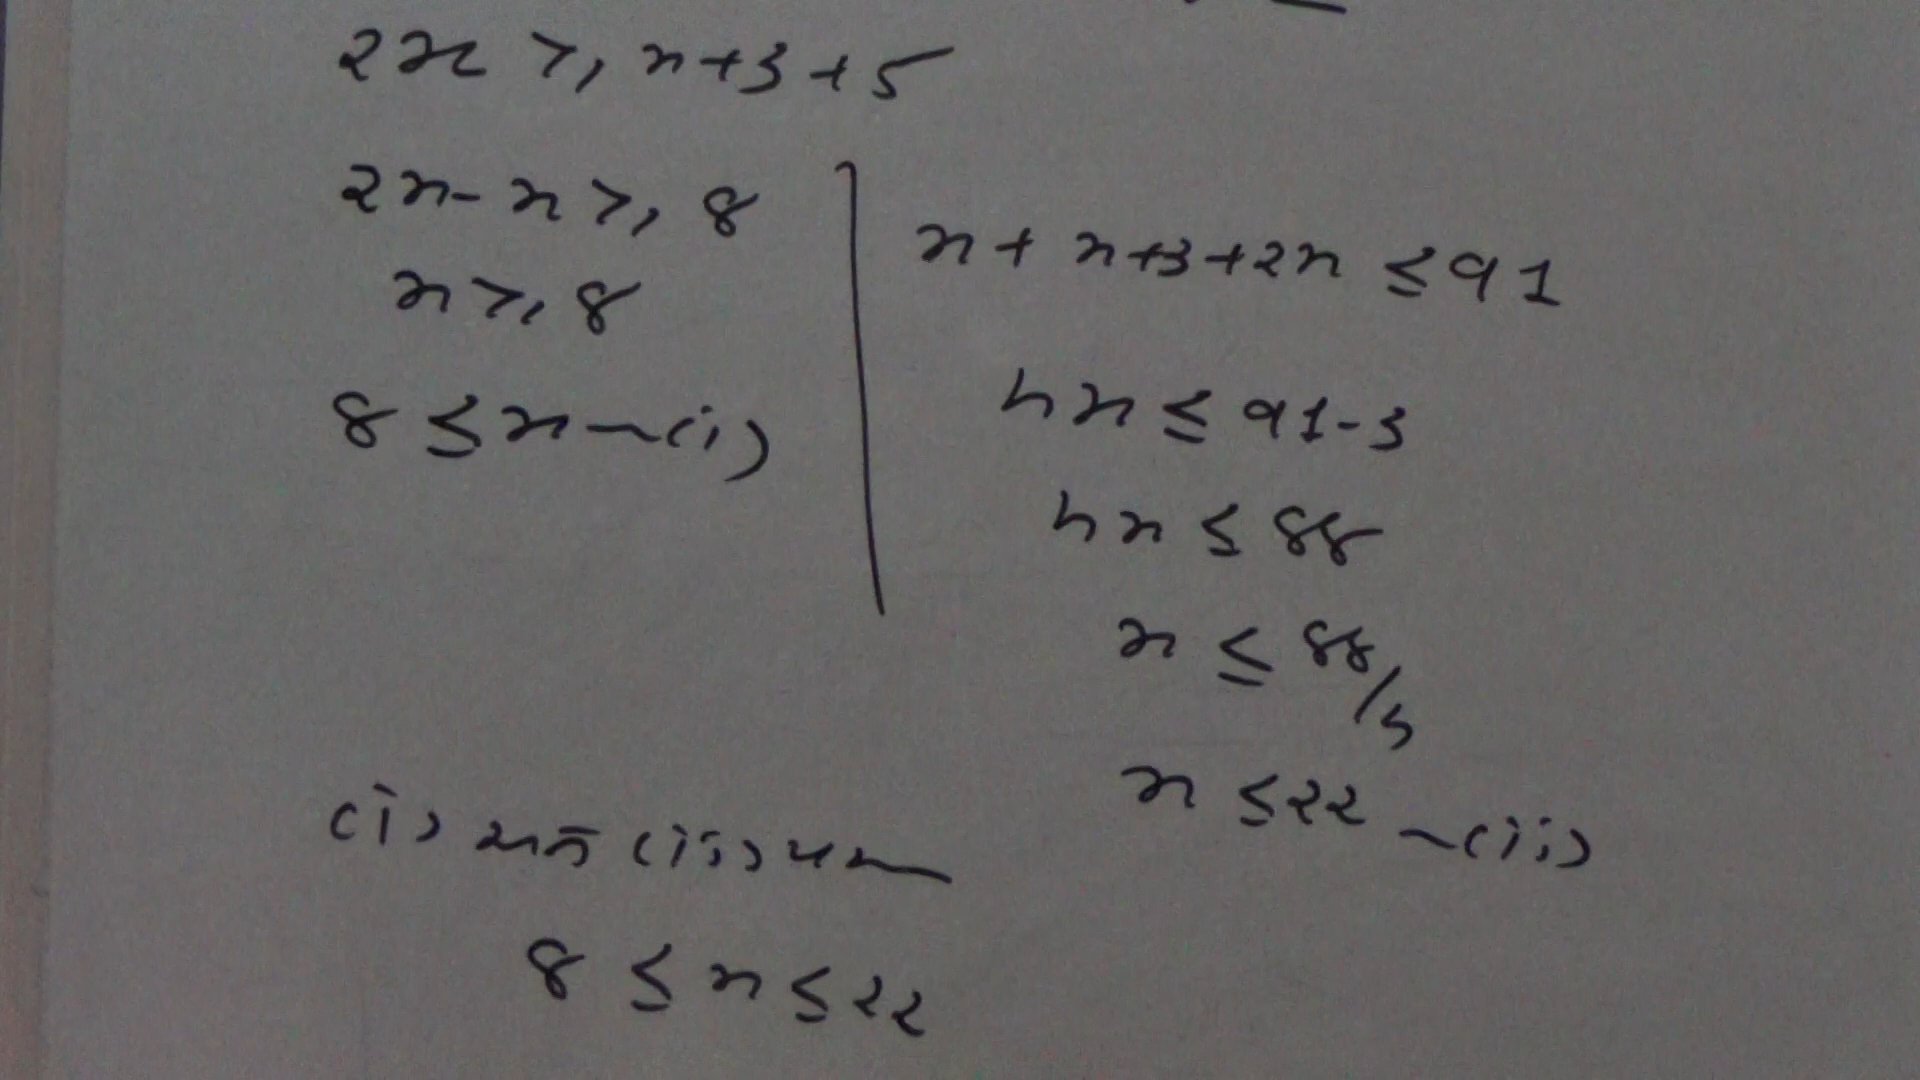 2x ≥ x+3+5
2x-x ≥ 8
x ≥ 8
8 ≤ x —(i)
x + x+3+2x ≤ 91
4x ≤ 91-3
4x ≤ 88
x ≤ 88/4
x ≤ 22 —(ii)
(i) (ii)
8 ≤ x ≤ 22